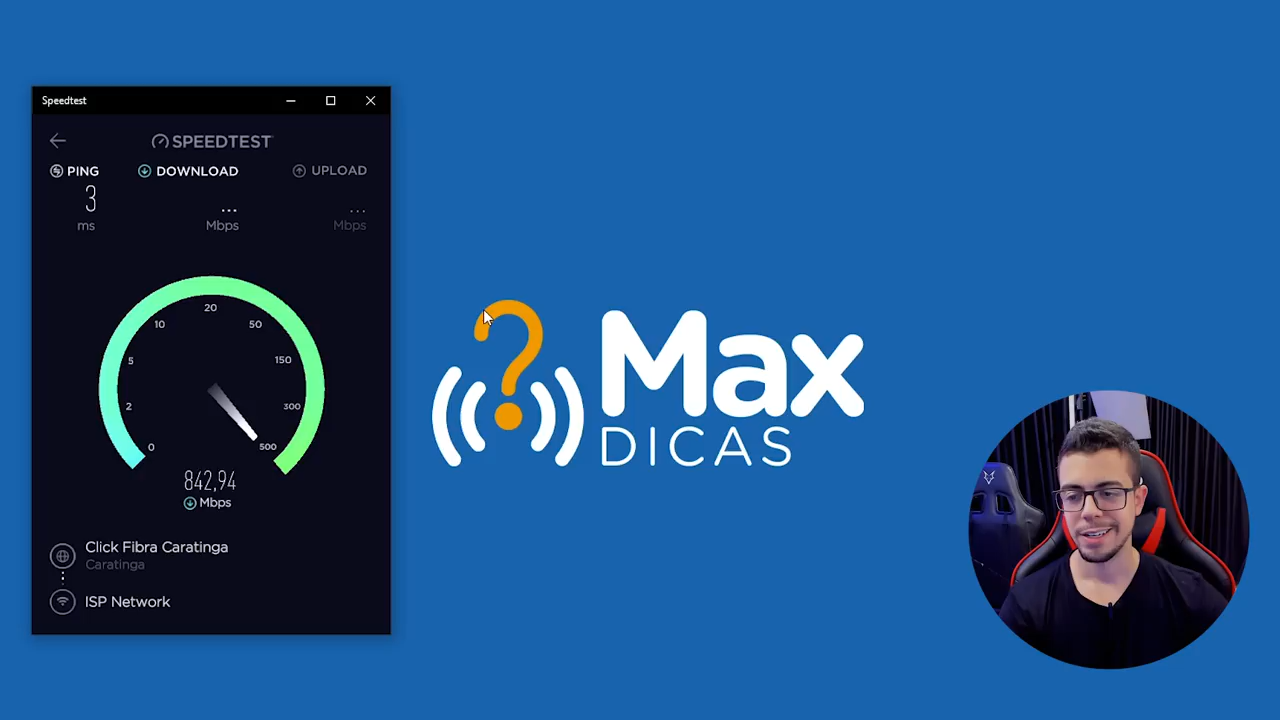 Speedtest
SPEEDTEST
PING
DOWNLOAD
UPLOAD
3
...
...
ms
Mbps
Mbps
0
2
5
10
20
50
150
300
500
842,94
Mbps
Click Fibra Caratinga
Caratinga
ISP Network
?
Max
DICAS